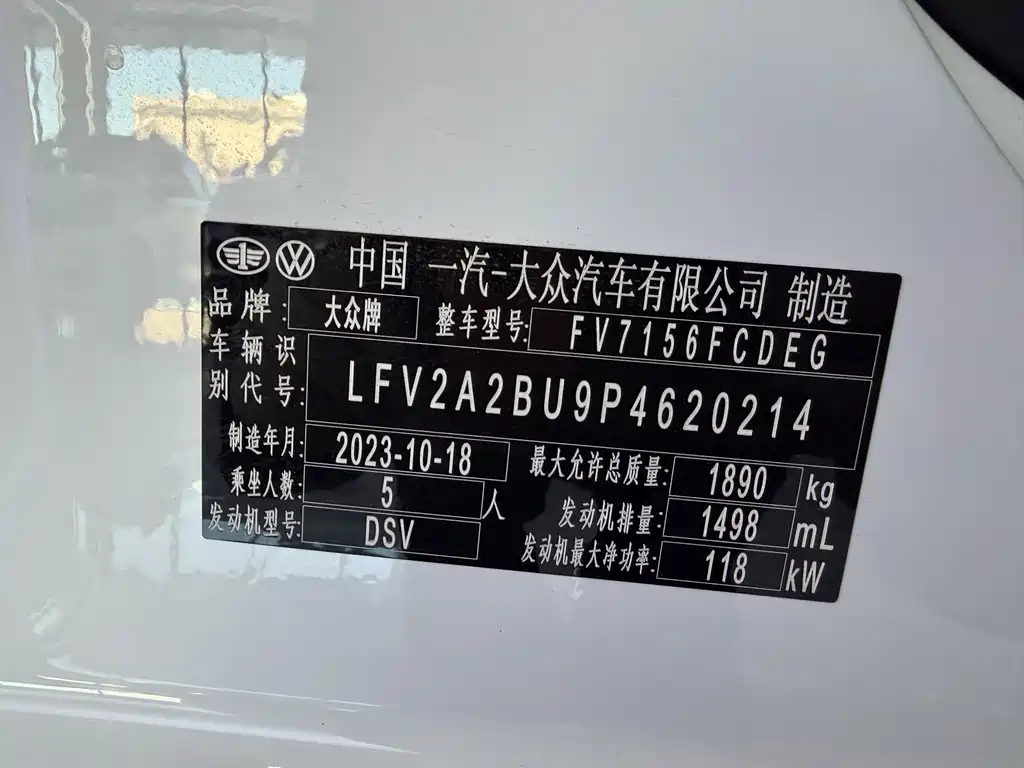 中国 一汽-大众汽车有限公司 制造
品牌: 大众牌 整车型号: FV7156FCDEG
车辆识别代号: LFV2A2BU9P4620214
制造年月: 2023-10-18 最大允许总质量: 1890 kg
乘坐人数: 5 人 发动机排量: 1498 mL
发动机型号: DSV 发动机最大净功率: 118 kW